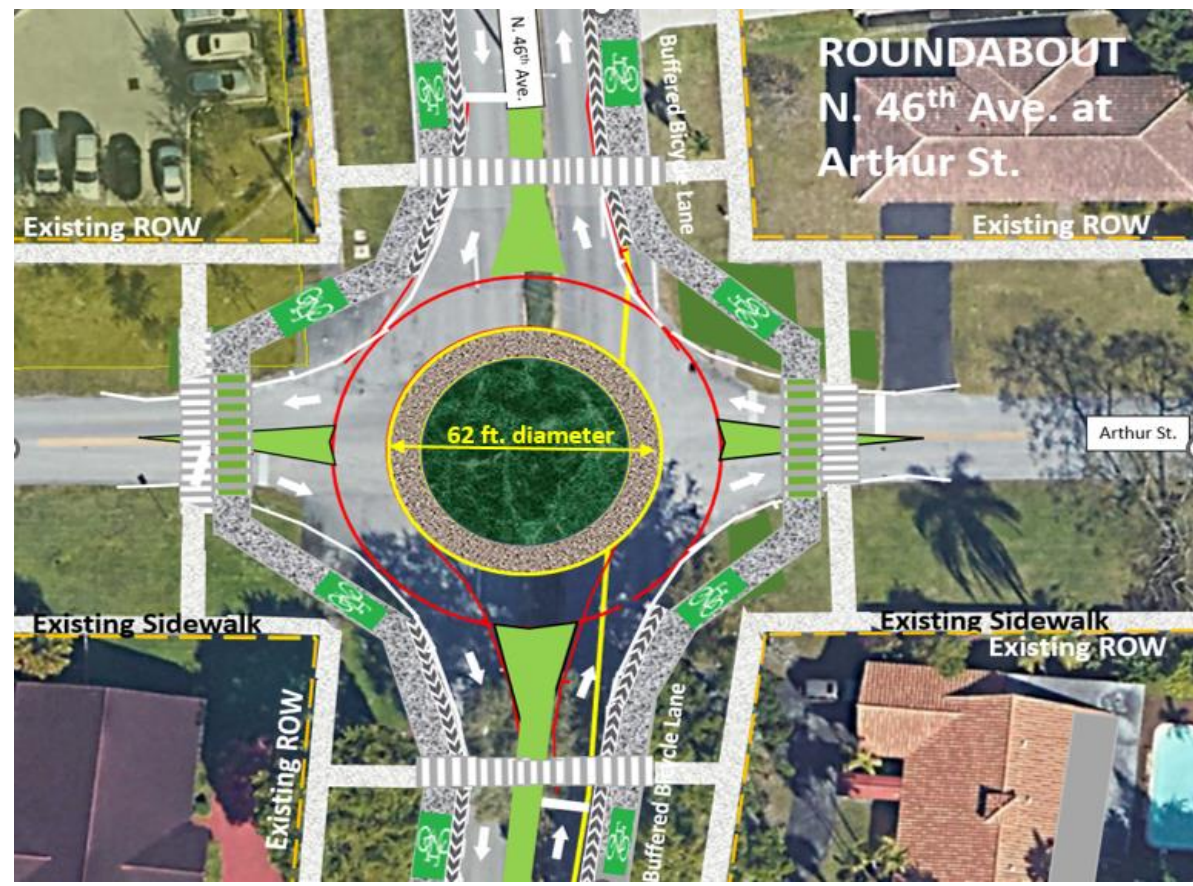 N. 46th Ave.
Buffered Bicycle Lane
ROUNDABOUT
N. 46th Ave. at
Arthur St.
Existing ROW
Existing ROW
62 ft. diameter
Arthur St.
Existing Sidewalk
Existing Sidewalk
Existing ROW
Existing ROW
Buffered Bicycle Lane